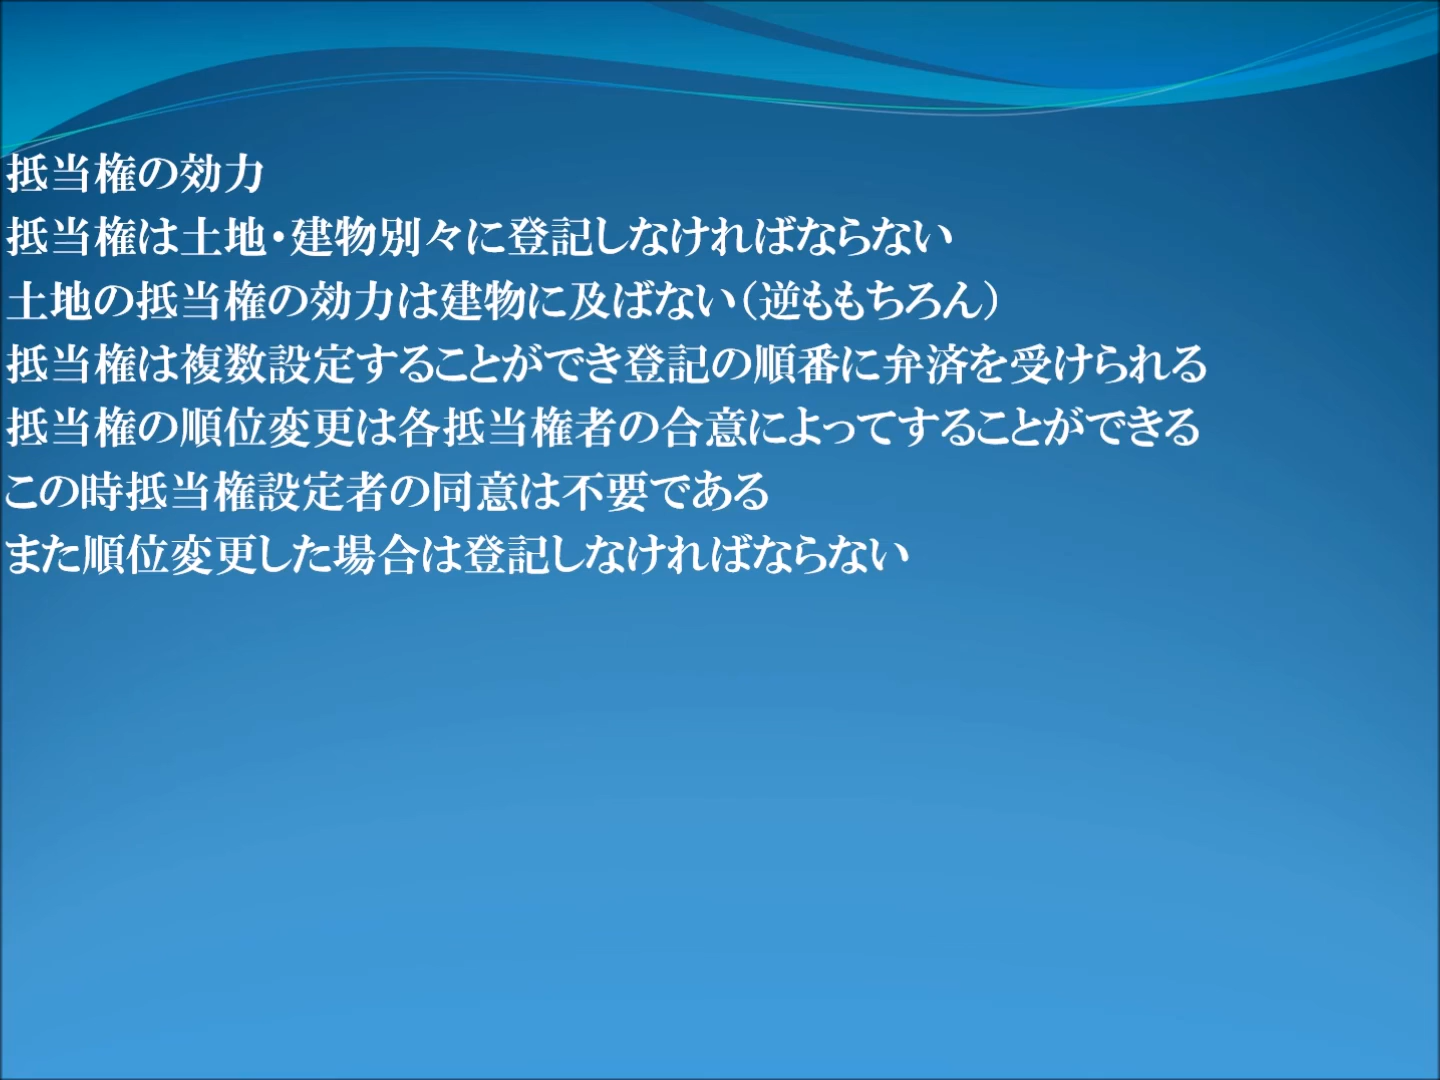 抵当権の効力
抵当権は土地・建物別々に登記しなければならない
土地の抵当権の効力は建物に及ばない（逆ももちろん）
抵当権は複数設定することができ登記の順番に弁済を受けられる
抵当権の順位変更は各抵当権者の合意によってすることができる
この時抵当権設定者の同意は不要である
また順位変更した場合は登記しなければならない